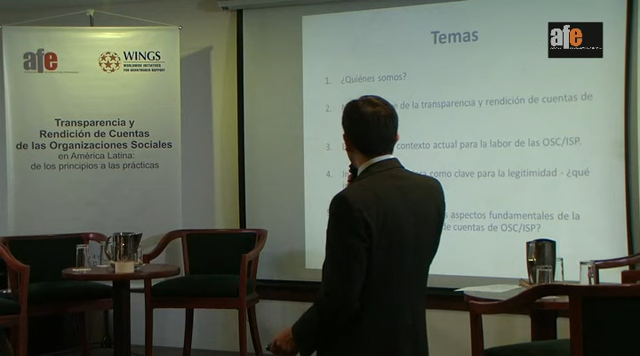 afe
WINGS
WORLDWIDE INITIATIVES
FOR GRANTMAKER SUPPORT
Transparencia y
Rendición de Cuentas
de las Organizaciones Sociales
en América Latina:
de los principios a las prácticas
Temas
1. ¿Quiénes somos?
2. de la transparencia y rendición de cuentas de
3. contexto actual para la labor de las OSC/ISP.
4. como clave para la legitimidad - ¿qué
aspectos fundamentales de la
de cuentas de OSC/ISP?
afe